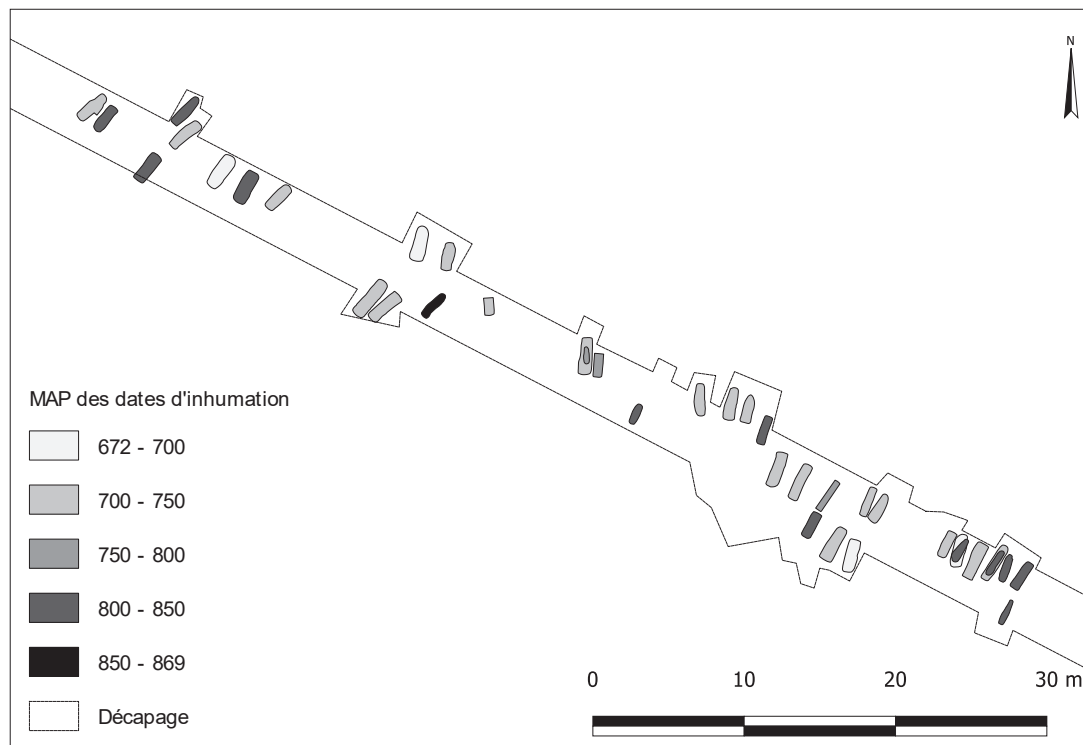 N
MAP des dates d'inhumation
672 - 700
700 - 750
750 - 800
800 - 850
850 - 869
Décapage
0 10 20 30 m